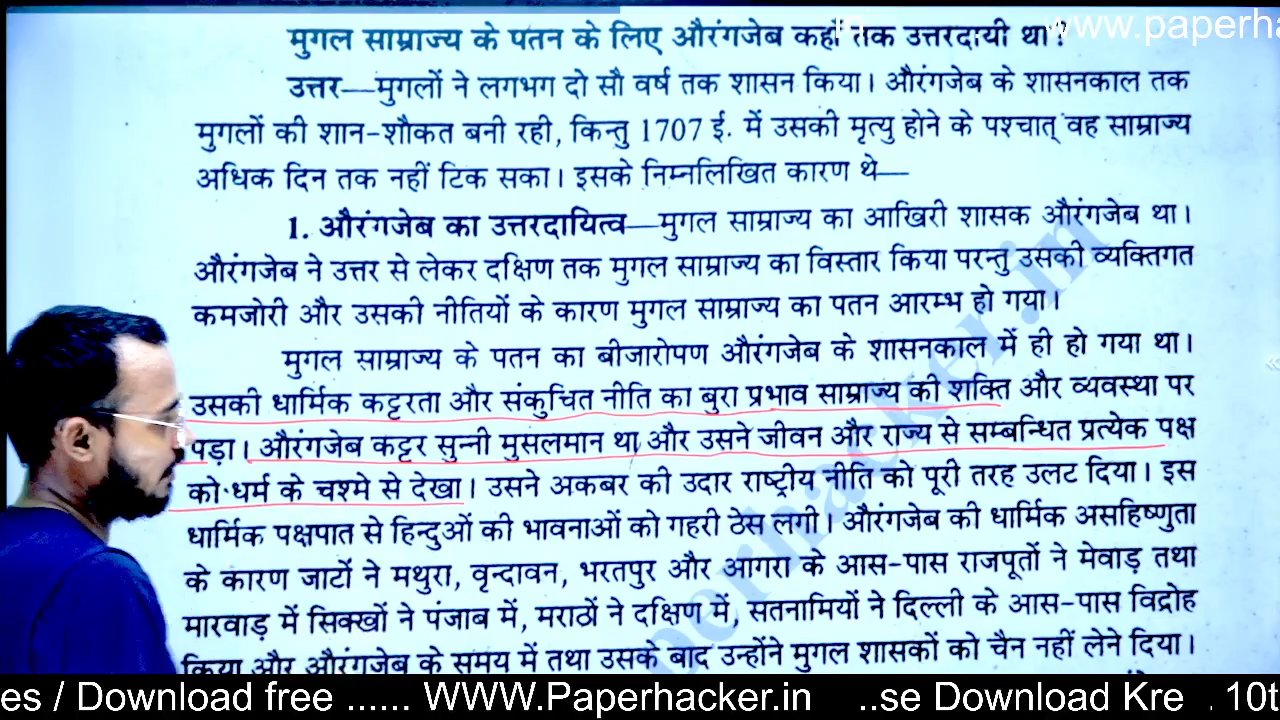 www.paperha
in
मुगल साम्राज्य के पतन के लिए औरंगजेब कहाँ तक उत्तरदायी था?
उत्तर—मुगलों ने लगभग दो सौ वर्ष तक शासन किया। औरंगजेब के शासनकाल तक
मुगलों की शान-शौकत बनी रही, किन्तु 1707 ई. में उसकी मृत्यु होने के पश्चात् वह साम्राज्य
अधिक दिन तक नहीं टिक सका। इसके निम्नलिखित कारण थे—
1. औरंगजेब का उत्तरदायित्व—मुगल साम्राज्य का आखिरी शासक औरंगजेब था।
औरंगजेब ने उत्तर से लेकर दक्षिण तक मुगल साम्राज्य का विस्तार किया परन्तु उसकी व्यक्तिगत
कमजोरी और उसकी नीतियों के कारण मुगल साम्राज्य का पतन आरम्भ हो गया।
मुगल साम्राज्य के पतन का बीजारोपण औरंगजेब के शासनकाल में ही हो गया था।
उसकी धार्मिक कट्टरता और संकुचित नीति का बुरा प्रभाव साम्राज्य की शक्ति और व्यवस्था पर
पड़ा। औरंगजेब कट्टर सुन्नी मुसलमान था, और उसने जीवन और राज्य से सम्बन्धित प्रत्येक पक्ष
को धर्म के चश्मे से देखा। उसने अकबर की उदार राष्ट्रीय नीति को पूरी तरह उलट दिया। इस
धार्मिक पक्षपात से हिन्दुओं की भावनाओं को गहरी ठेस लगी। औरंगजेब की धार्मिक असहिष्णुता
के कारण जाटों ने मथुरा, वृन्दावन, भरतपुर और आगरा के आस-पास राजपूतों ने मेवाड़ तथा
मारवाड़ में सिक्खों ने पंजाब में, मराठों ने दक्षिण में, सतनामियों ने दिल्ली के आस-पास विद्रोह
किया और औरंगजेब के समय में तथा उसके बाद उन्होंने मुगल शासकों को चैन नहीं लेने दिया।
perhacker.in
es / Download free ...... WWW.Paperhacker.in ..se Download Kre . 10t